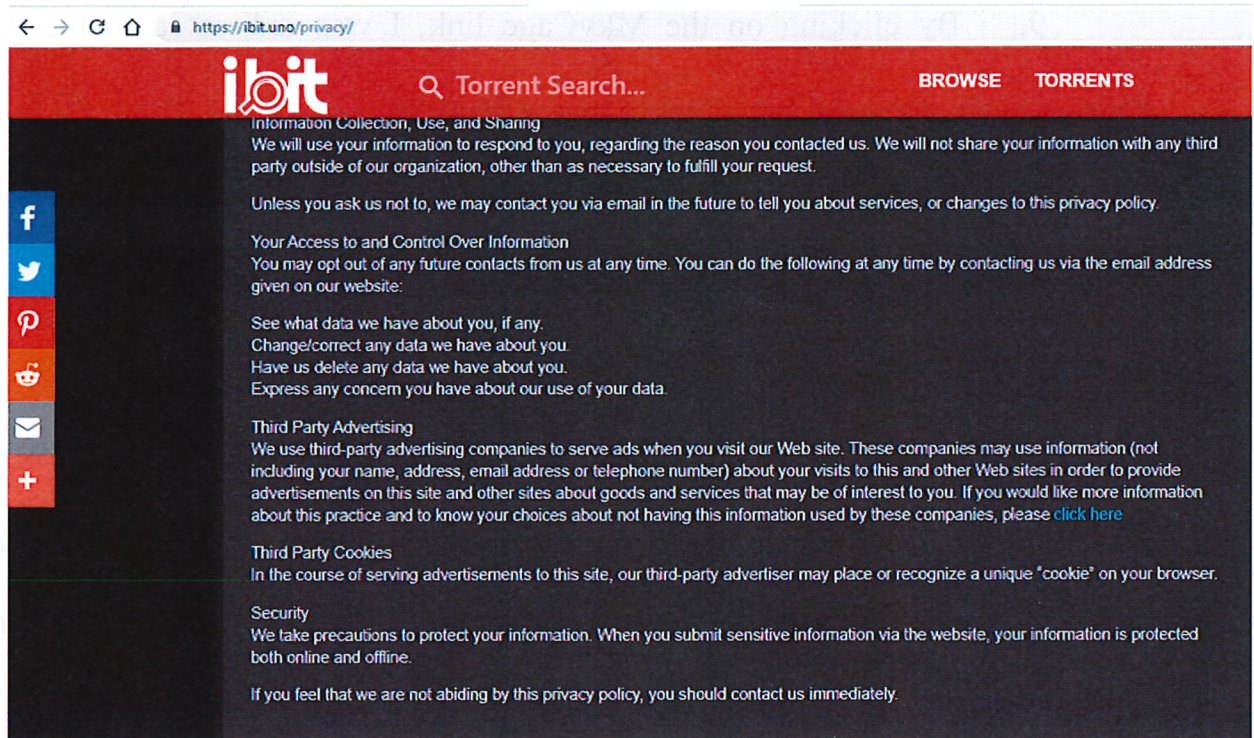 https://ibit.uno/privacy/
ibit
Torrent Search...
BROWSE TORRENTS
Information Collection, Use, and Sharing
We will use your information to respond to you, regarding the reason you contacted us. We will not share your information with any third
party outside of our organization, other than as necessary to fulfill your request.
Unless you ask us not to, we may contact you via email in the future to tell you about services, or changes to this privacy policy.
Your Access to and Control Over Information
You may opt out of any future contacts from us at any time. You can do the following at any time by contacting us via the email address
given on our website:
See what data we have about you, if any.
Change/correct any data we have about you.
Have us delete any data we have about you.
Express any concern you have about our use of your data.
Third Party Advertising
We use third-party advertising companies to serve ads when you visit our Web site. These companies may use information (not
including your name, address, email address or telephone number) about your visits to this and other Web sites in order to provide
advertisements on this site and other sites about goods and services that may be of interest to you. If you would like more information
about this practice and to know your choices about not having this information used by these companies, please click here
Third Party Cookies
In the course of serving advertisements to this site, our third-party advertiser may place or recognize a unique "cookie" on your browser.
Security
We take precautions to protect your information. When you submit sensitive information via the website, your information is protected
both online and offline.
If you feel that we are not abiding by this privacy policy, you should contact us immediately.